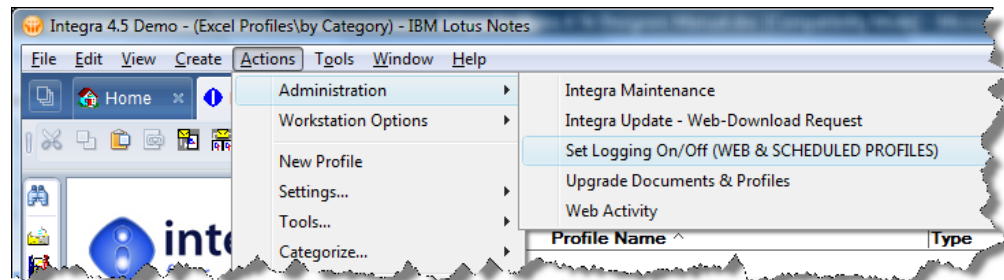 Integra 4.5 Demo - (Excel Profiles\by Category) - IBM Lotus Notes
File Edit View Create Actions Tools Window Help
Home
Administration
Workstation Options
New Profile
Settings...
Tools...
Categorize...
Integra Maintenance
Integra Update - Web-Download Request
Set Logging On/Off (WEB & SCHEDULED PROFILES)
Upgrade Documents & Profiles
Web Activity
inte
Profile Name Type